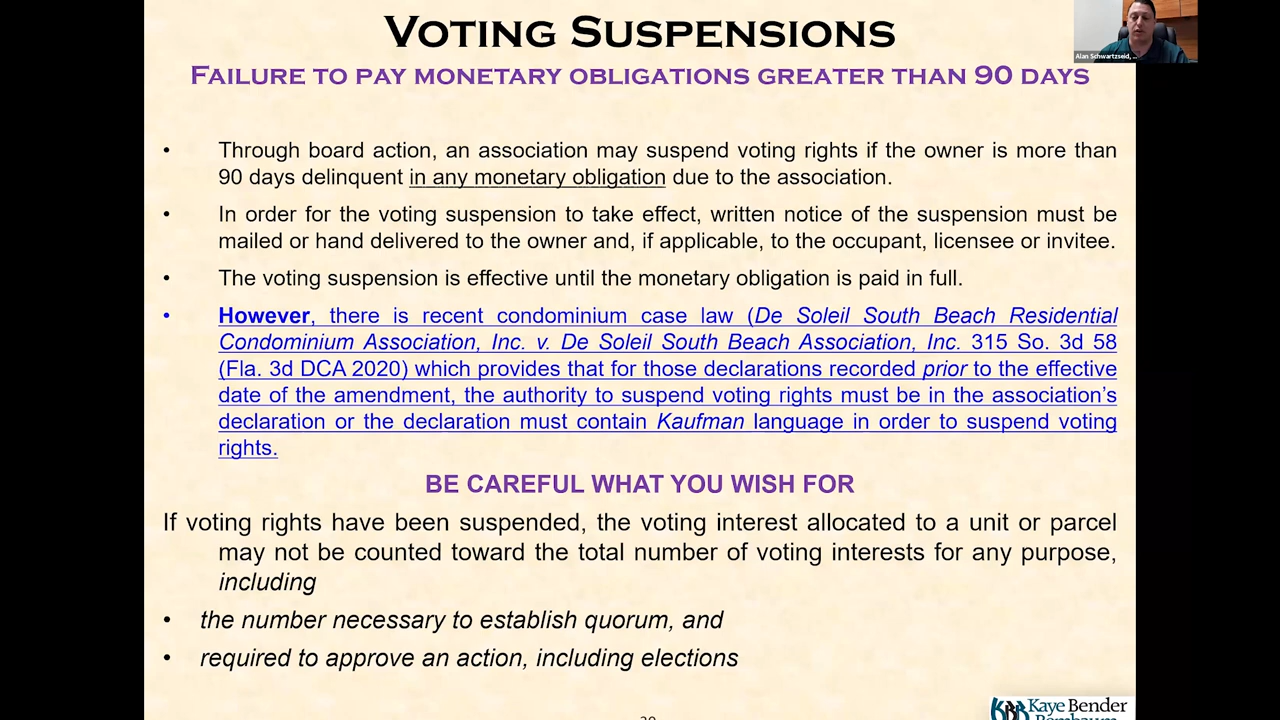 VOTING SUSPENSIONS
FAILURE TO PAY MONETARY OBLIGATIONS GREATER THAN 90 DAYS
Alan Schwartzseid, ...
• Through board action, an association may suspend voting rights if the owner is more than
90 days delinquent in any monetary obligation due to the association.
• In order for the voting suspension to take effect, written notice of the suspension must be
mailed or hand delivered to the owner and, if applicable, to the occupant, licensee or invitee.
• The voting suspension is effective until the monetary obligation is paid in full.
• However, there is recent condominium case law (De Soleil South Beach Residential
Condominium Association, Inc. v. De Soleil South Beach Association, Inc. 315 So. 3d 58
(Fla. 3d DCA 2020) which provides that for those declarations recorded prior to the effective
date of the amendment, the authority to suspend voting rights must be in the association's
declaration or the declaration must contain Kaufman language in order to suspend voting
rights.
BE CAREFUL WHAT YOU WISH FOR
If voting rights have been suspended, the voting interest allocated to a unit or parcel
may not be counted toward the total number of voting interests for any purpose,
including
• the number necessary to establish quorum, and
• required to approve an action, including elections
KBR Kaye Bender